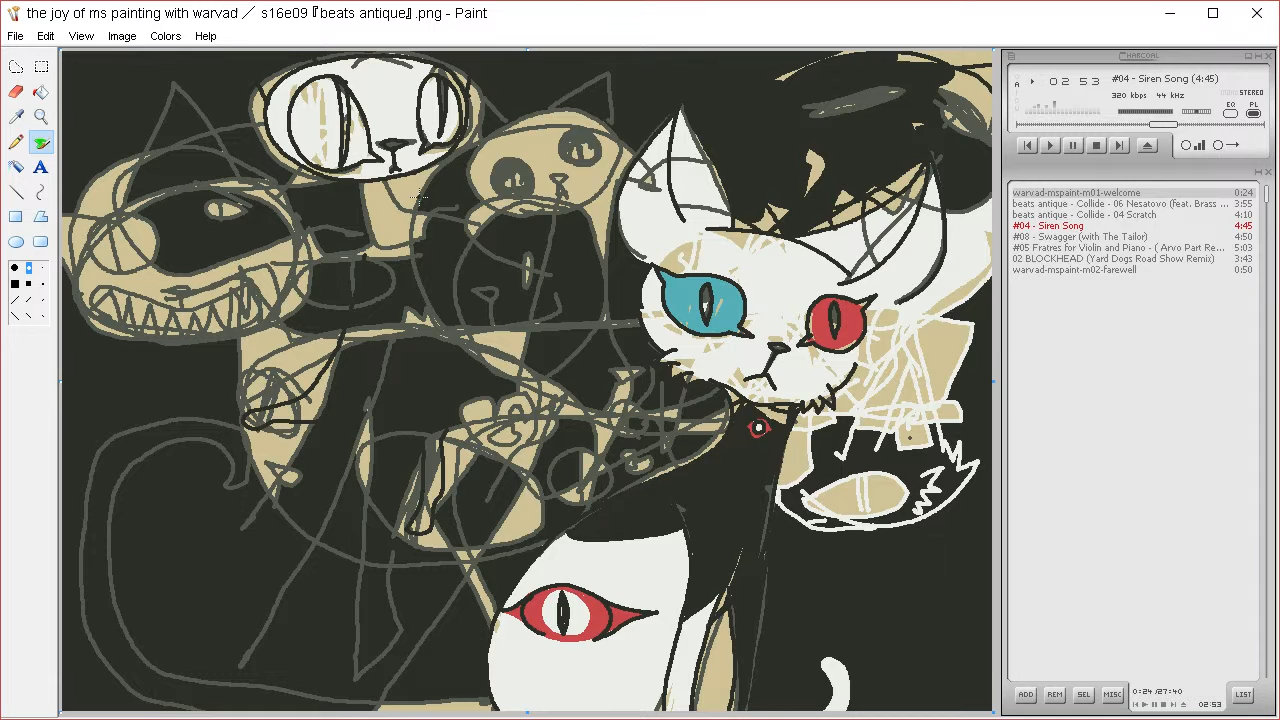 the joy of ms painting with warvad ／ s16e09『beats antique』.png - Paint
File Edit View Image Colors Help
CHARCOAL
02 53
#04 - Siren Song (4:45)
320 kbps 44 kHz
STEREO
EQ PL
warvad-mspaint-m01-welcome 0:24
beats antique - Collide - 06 Nesatovo (feat. Brass ... 3:55
beats antique - Collide - 04 Scratch 4:10
#04 - Siren Song 4:45
#08 - Swagger (with The Tailor) 4:50
#05 Fratres for Violin and Piano - ( Arvo Part Re... 5:03
02 BLOCKHEAD (Yard Dogs Road Show Remix) 3:43
warvad-mspaint-m02-farewell 0:50
ADD REM SEL MISC 0:24/27:40 02:53 LIST